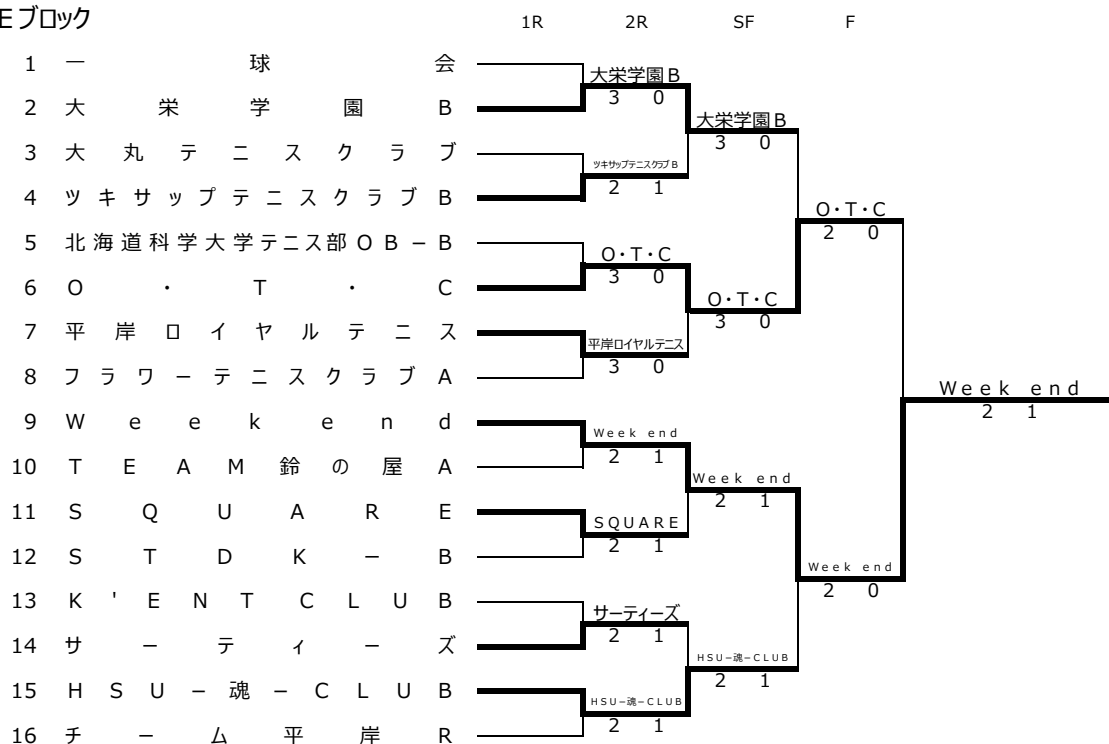 Eブロック
1R 2R SF F
1 一球会
大栄学園B
3 0
2 大栄学園B
大栄学園B
3 0
3 大丸テニスクラブ
ツキサップテニスクラブB
2 1
4 ツキサップテニスクラブB
O・T・C
2 0
5 北海道科学大学テニス部OB-B
O・T・C
3 0
6 O・T・C
O・T・C
3 0
7 平岸ロイヤルテニス
平岸ロイヤルテニス
3 0
8 フラワーテニスクラブA
Week end
2 1
9 Week end
Week end
2 1
10 TEAM鈴の屋A
Week end
2 1
11 SQUARE
SQUARE
2 1
12 STDK-B
Week end
2 0
13 K'ENT CLUB
サーティーズ
2 1
14 サーティーズ
HSU-魂-CLUB
2 1
15 HSU-魂-CLUB
HSU-魂-CLUB
2 1
16 チーム平岸R